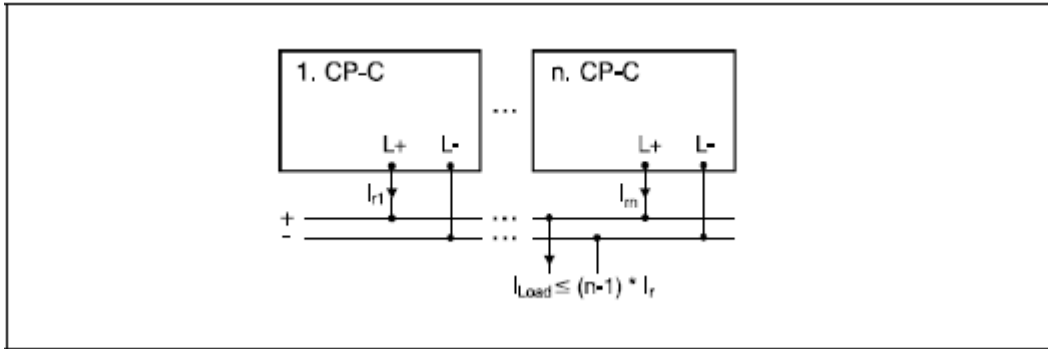 1. CP-C
n. CP-C
...
L+ L-
L+ L-
Ir1
Irn
+
...
-
...
ILoad ≤ (n-1) * Ir